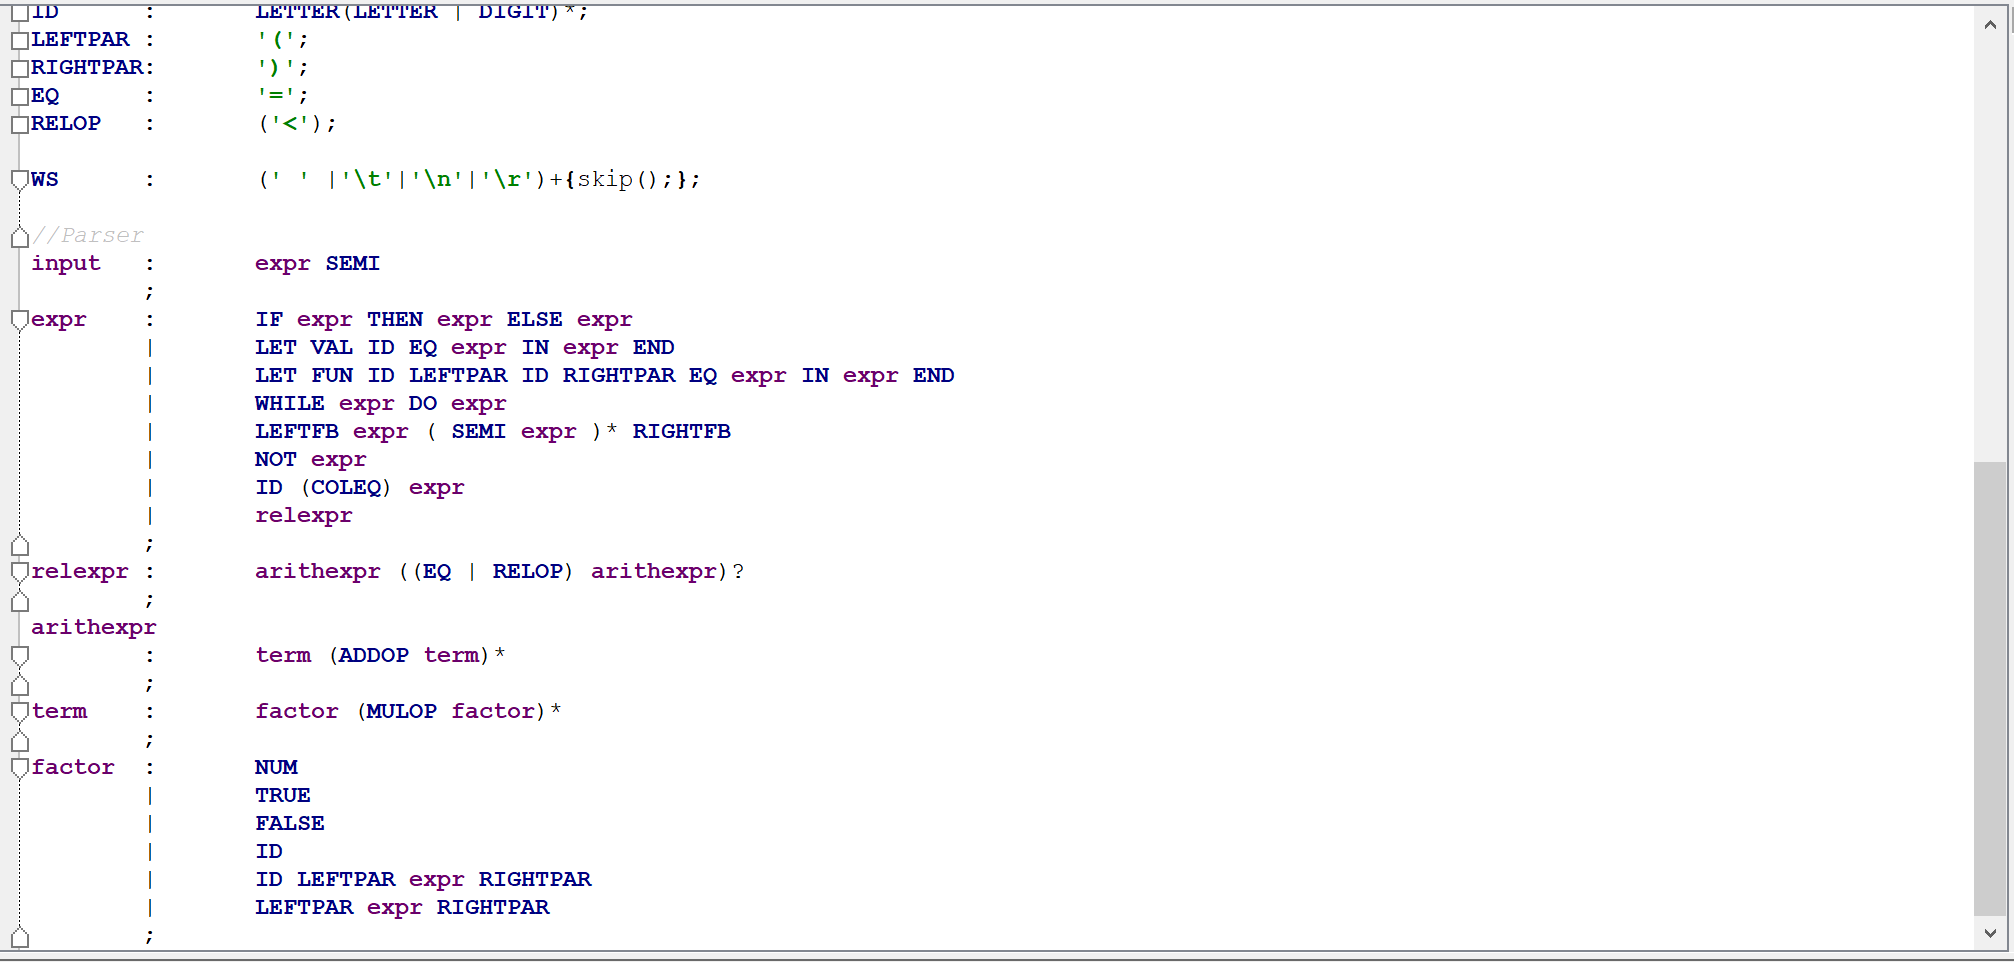 ID : LETTER(LETTER | DIGIT)*;
LEFTPAR : '(';
RIGHTPAR: ')';
EQ : '=';
RELOP : ('<');
WS : (' ' |'\t'|'\n'|'\r')+{skip();};
//Parser
input : expr SEMI
;
expr : IF expr THEN expr ELSE expr
| LET VAL ID EQ expr IN expr END
| LET FUN ID LEFTPAR ID RIGHTPAR EQ expr IN expr END
| WHILE expr DO expr
| LEFTFB expr ( SEMI expr )* RIGHTFB
| NOT expr
| ID (COLEQ) expr
| relexpr
;
relexpr : arithexpr ((EQ | RELOP) arithexpr)?
;
arithexpr
: term (ADDOP term)*
;
term : factor (MULOP factor)*
;
factor : NUM
| TRUE
| FALSE
| ID
| ID LEFTPAR expr RIGHTPAR
| LEFTPAR expr RIGHTPAR
;